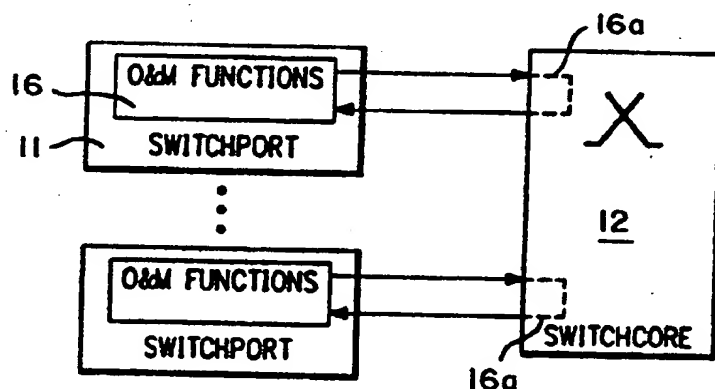 16a
O&M FUNCTIONS
16
11
SWITCHPORT
12
O&M FUNCTIONS
SWITCHPORT
SWITCHCORE
16a